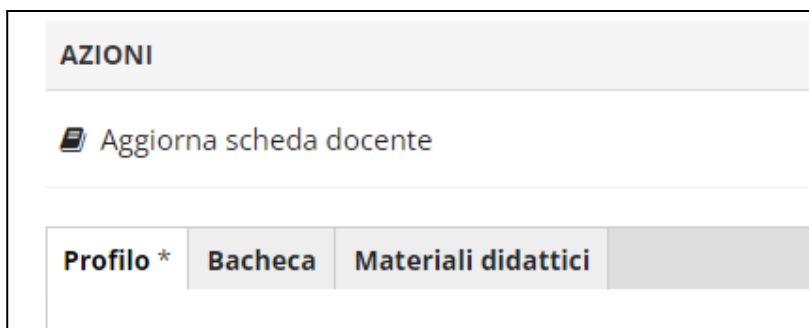 AZIONI
Aggiorna scheda docente
Profilo * Bacheca Materiali didattici